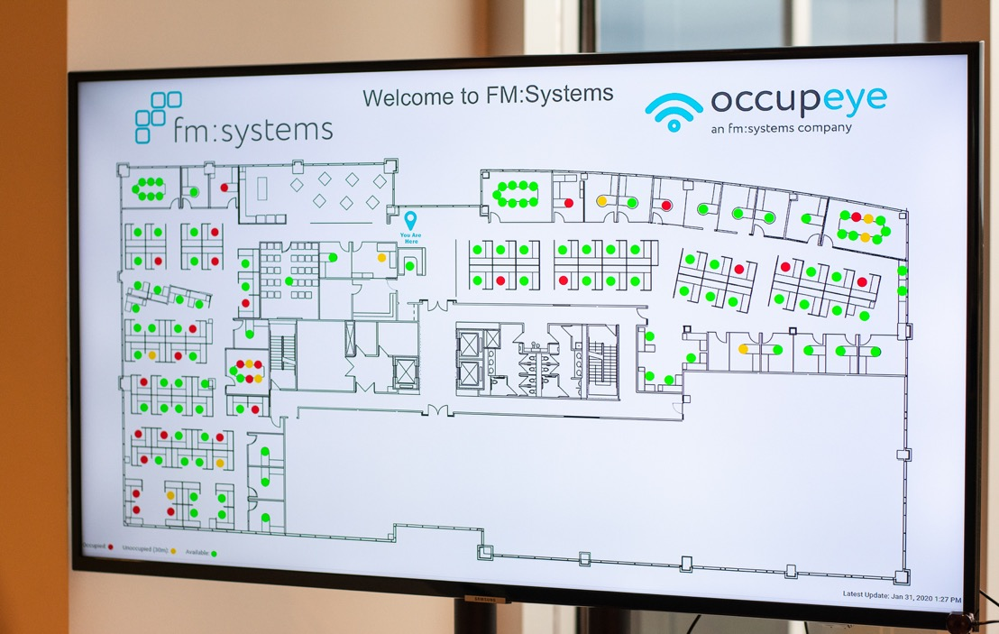 Welcome to FM:Systems
fm:systems
occupeye
an fm:systems company
You Are
Here
Occupied: Unoccupied (30m) Available:
Latest Update: Jan 31, 2020 1:27 PM
SAMSUNG